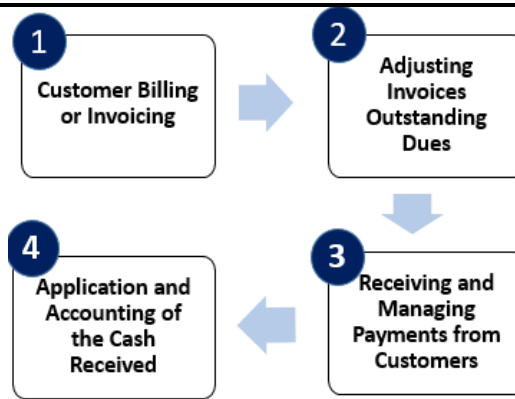 1
Customer Billing
or Invoicing
2
Adjusting
Invoices
Outstanding
Dues
3
Receiving and
Managing
Payments from
Customers
4
Application and
Accounting of
the Cash
Received